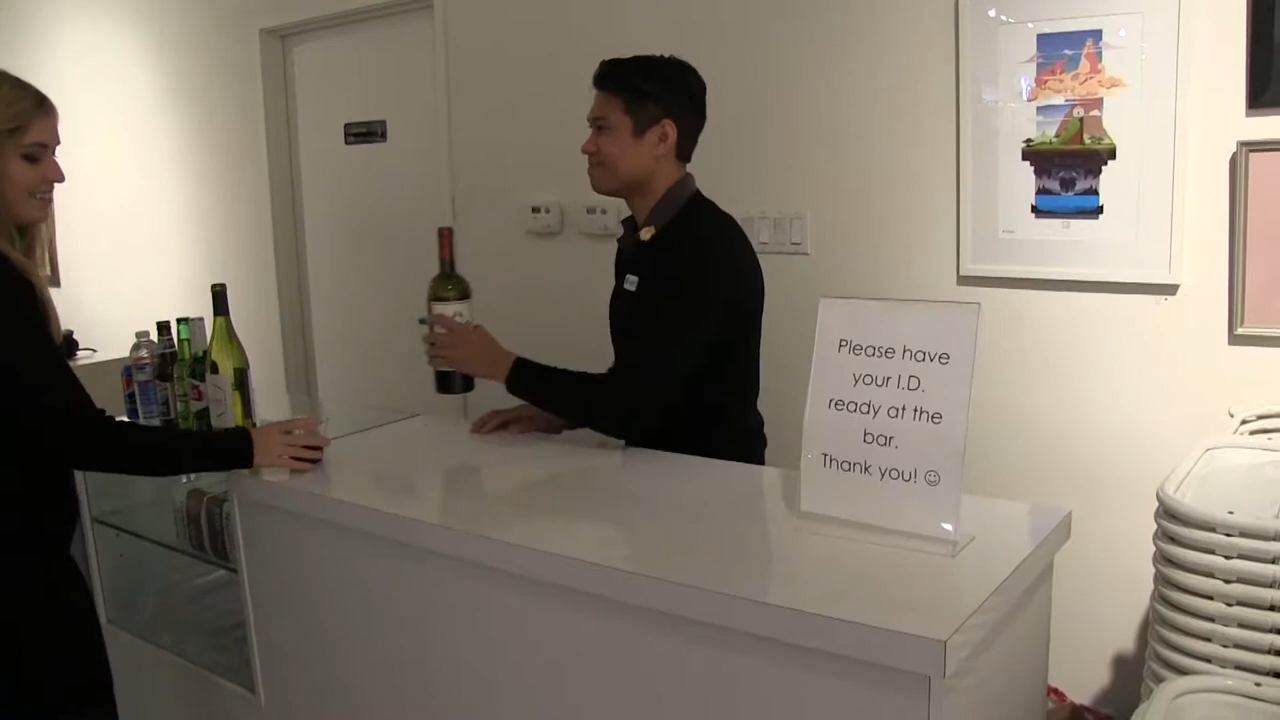 Please have
your I.D.
ready at the
bar.
Thank you! ☺